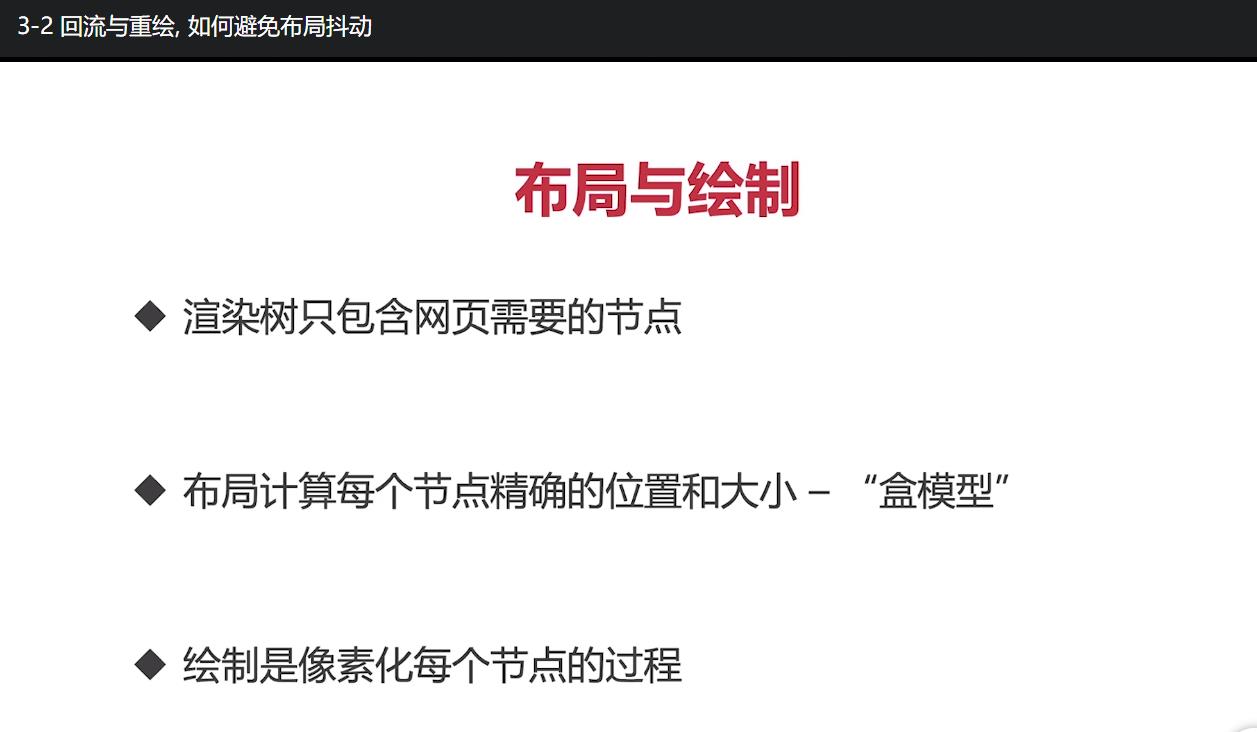 3-2 回流与重绘, 如何避免布局抖动
布局与绘制
◆ 渲染树只包含网页需要的节点
◆ 布局计算每个节点精确的位置和大小 – “盒模型”
◆ 绘制是像素化每个节点的过程